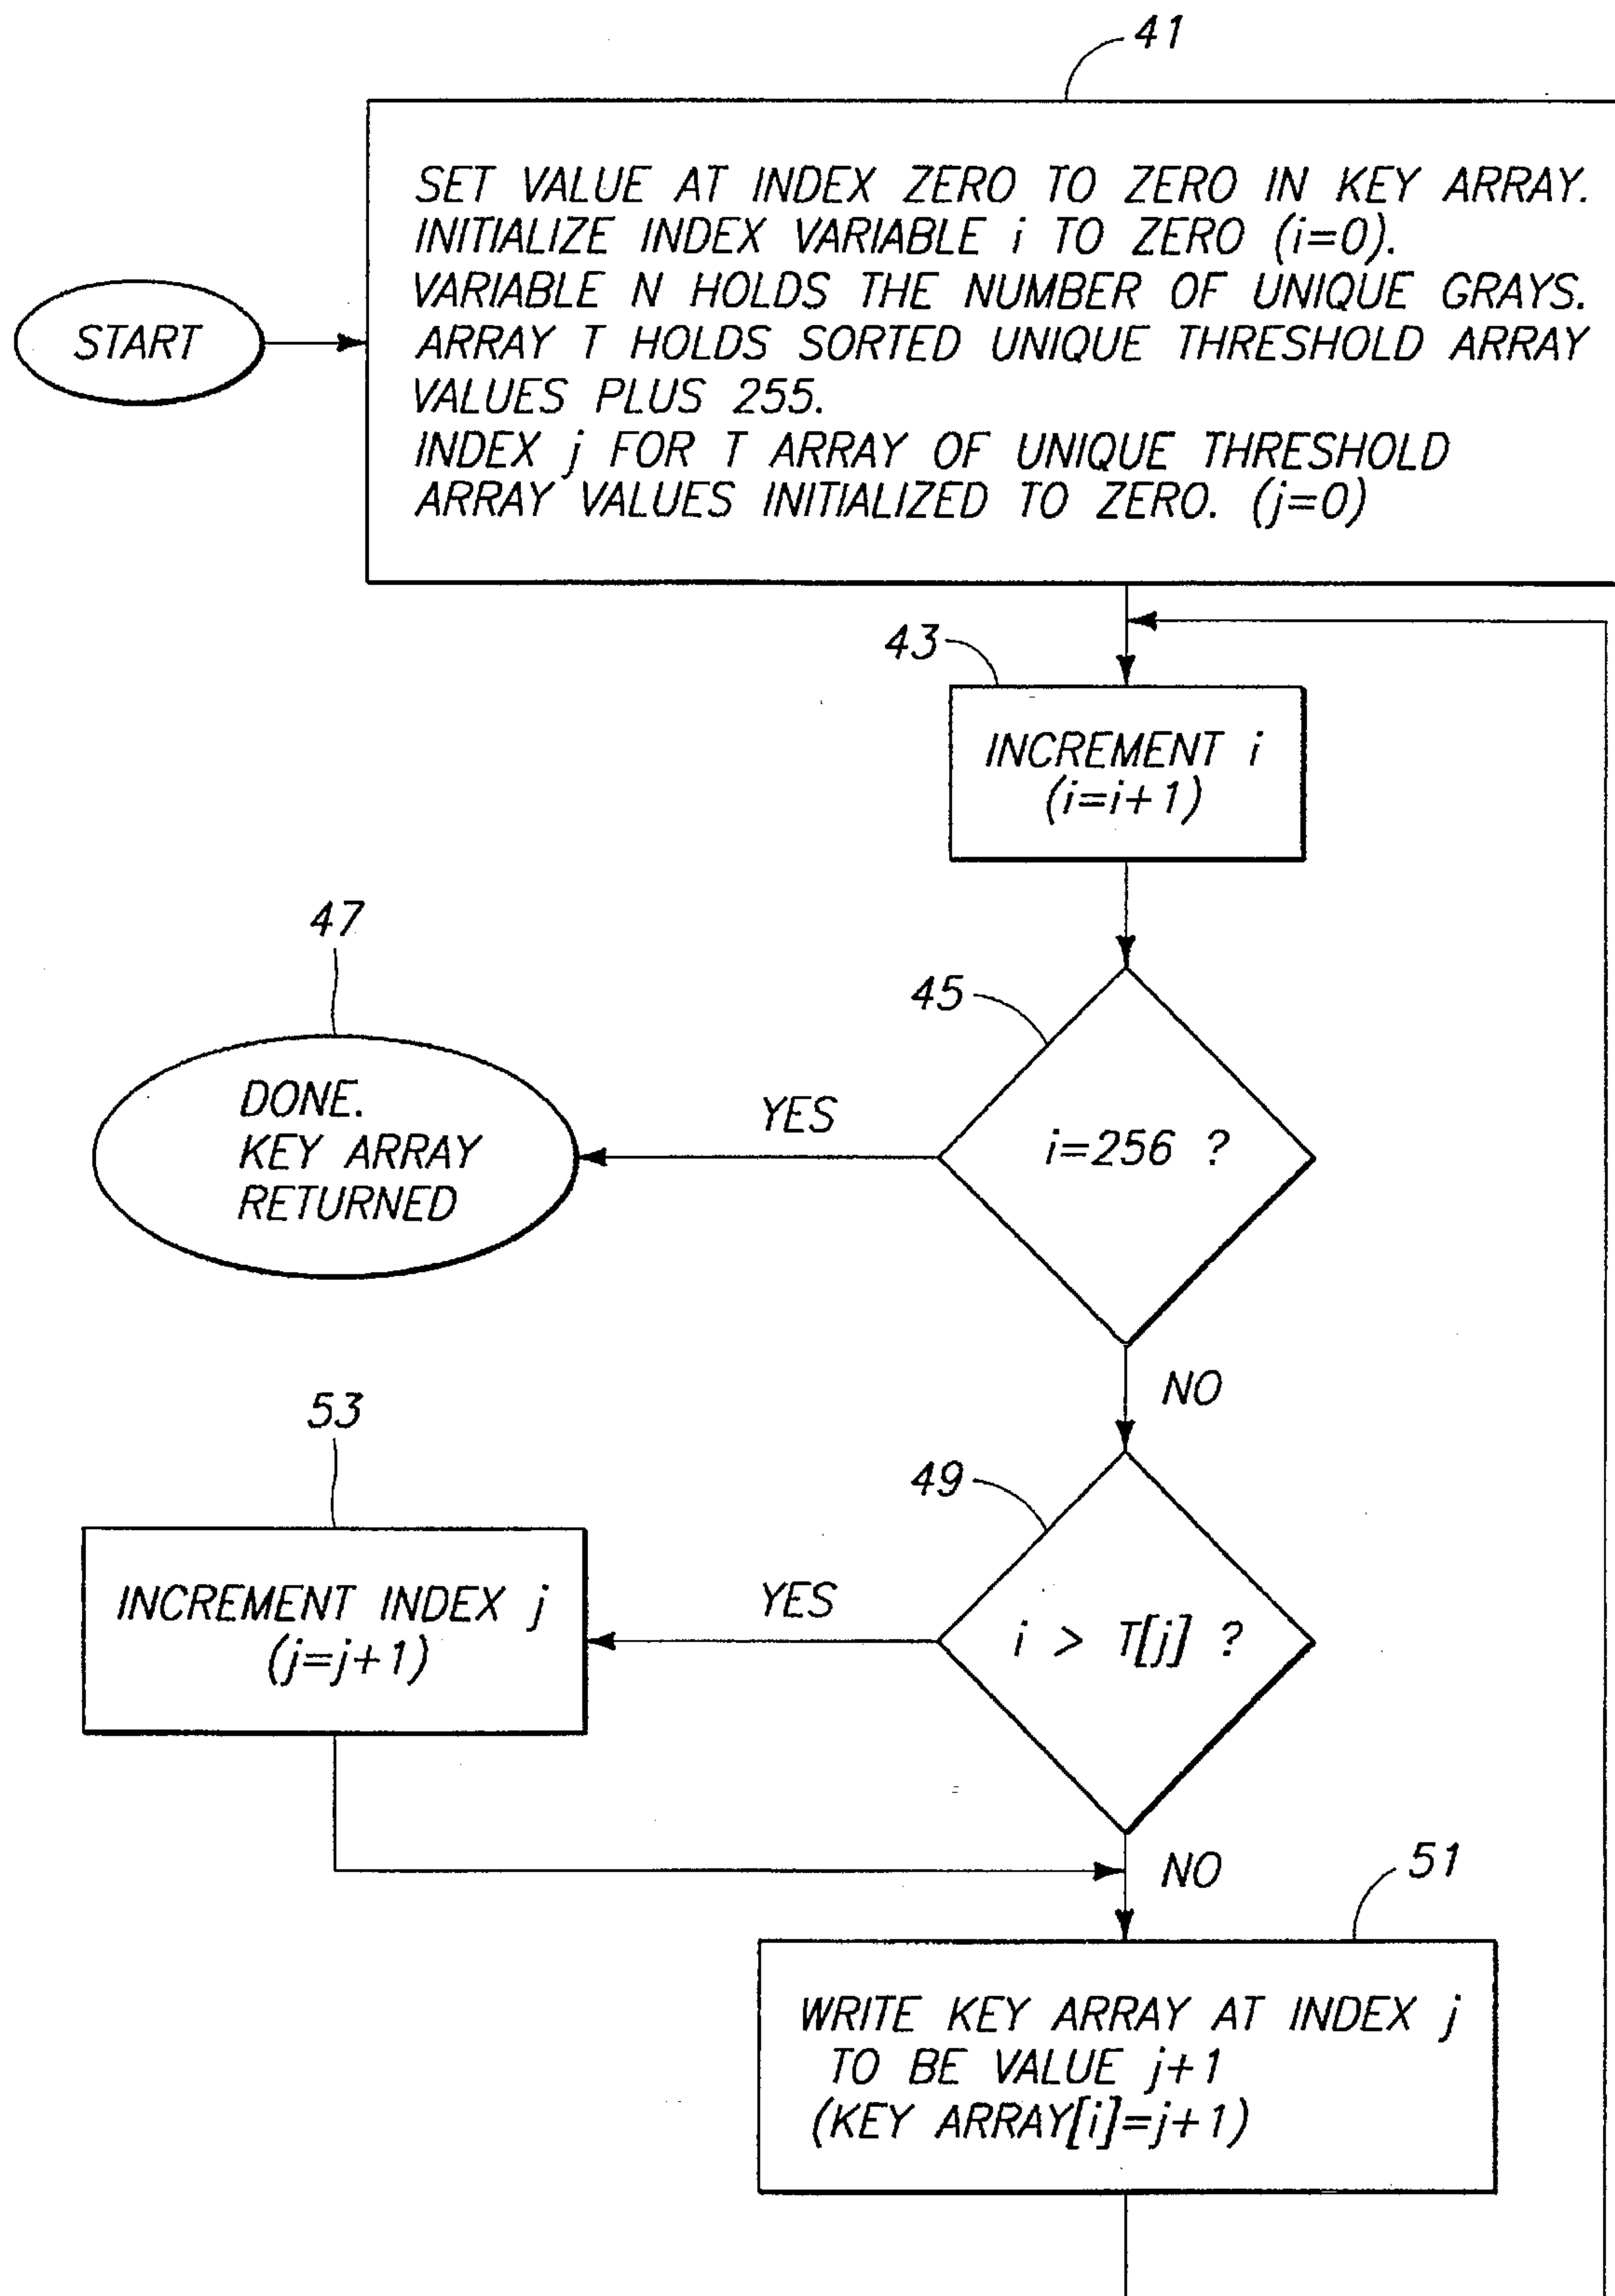 41
SET VALUE AT INDEX ZERO TO ZERO IN KEY ARRAY.
INITIALIZE INDEX VARIABLE i TO ZERO (i=0).
VARIABLE N HOLDS THE NUMBER OF UNIQUE GRAYS.
ARRAY T HOLDS SORTED UNIQUE THRESHOLD ARRAY
VALUES PLUS 255.
INDEX j FOR T ARRAY OF UNIQUE THRESHOLD
ARRAY VALUES INITIALIZED TO ZERO. (j=0)
START
43
INCREMENT i
(i=i+1)
47
45
DONE.
KEY ARRAY
RETURNED
YES
i=256 ?
NO
53
49
INCREMENT INDEX j
(j=j+1)
YES
i > T[j] ?
NO
51
WRITE KEY ARRAY AT INDEX j
TO BE VALUE j+1
(KEY ARRAY[i]=j+1)